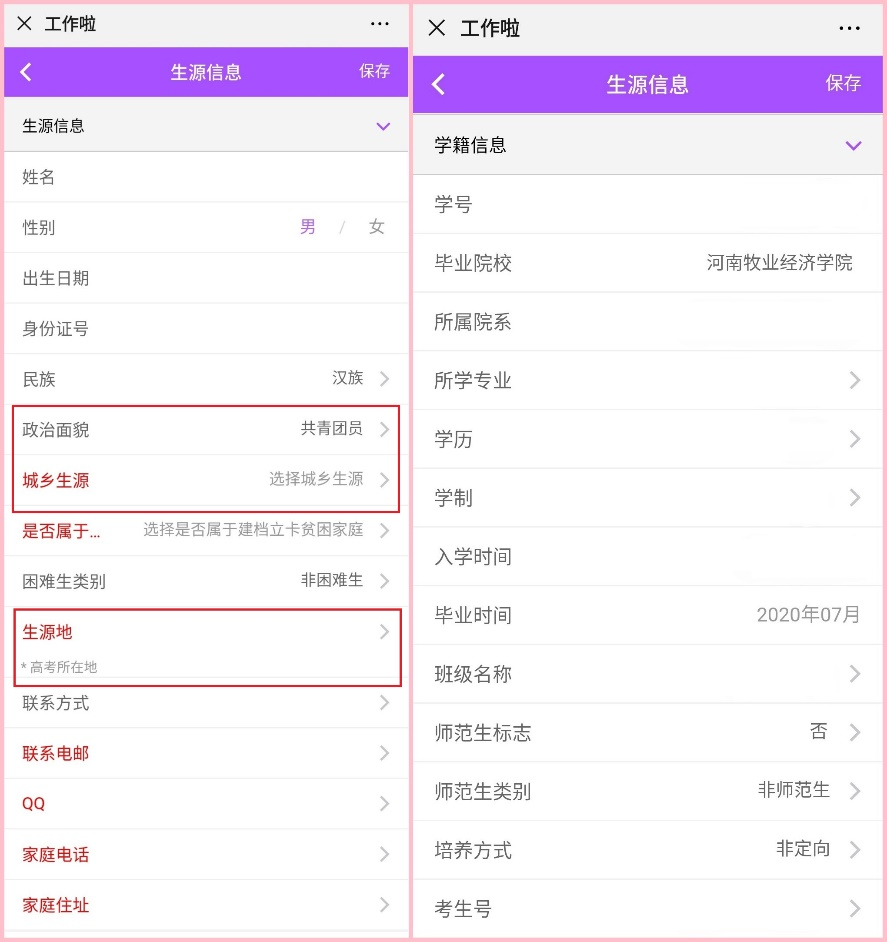 工作啦
生源信息
保存
生源信息
姓名
性别 男 / 女
出生日期
身份证号
民族 汉族
政治面貌 共青团员
城乡生源 选择城乡生源
是否属于... 选择是否属于建档立卡贫困家庭
困难生类别 非困难生
生源地
* 高考所在地
联系方式
联系电邮
QQ
家庭电话
家庭住址
工作啦
生源信息
保存
学籍信息
学号
毕业院校 河南牧业经济学院
所属院系
所学专业
学历
学制
入学时间
毕业时间 2020年07月
班级名称
师范生标志 否
师范生类别 非师范生
培养方式 非定向
考生号